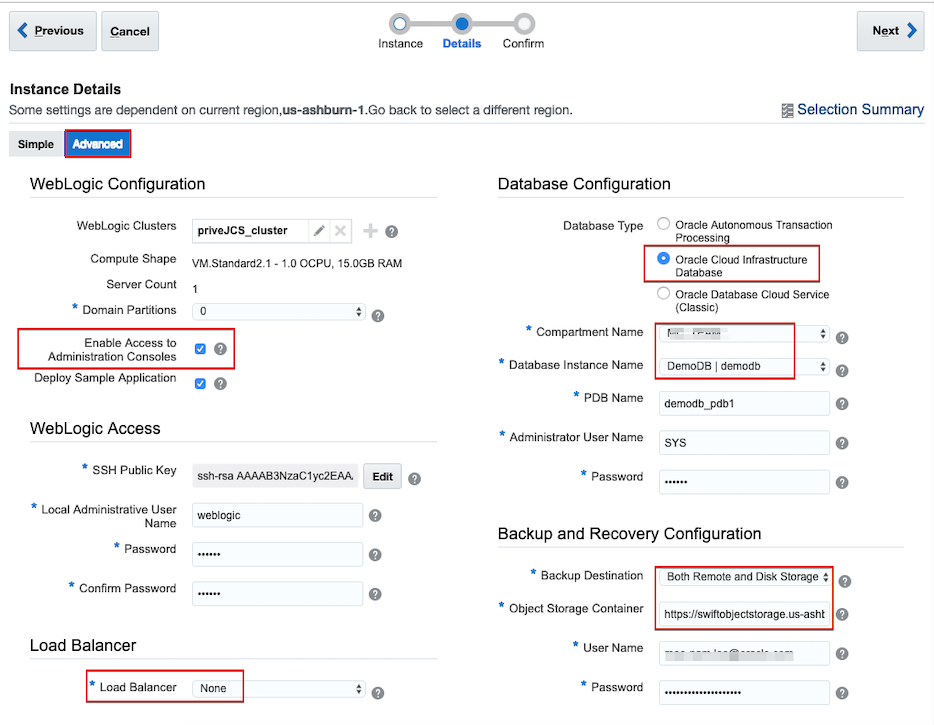 Previous
Cancel
Instance
Details
Confirm
Next
Instance Details
Some settings are dependent on current region,us-ashburn-1.Go back to select a different region.
Selection Summary
Simple
Advanced
WebLogic Configuration
WebLogic Clusters
priveJCS_cluster
Compute Shape
VM.Standard2.1 - 1.0 OCPU, 15.0GB RAM
Server Count
1
* Domain Partitions
0
Enable Access to
Administration Consoles
Deploy Sample Application
WebLogic Access
* SSH Public Key
ssh-rsa AAAAB3NzaC1yc2EAA
Edit
* Local Administrative User
Name
weblogic
* Password
••••••
* Confirm Password
••••••
Load Balancer
* Load Balancer
None
Database Configuration
Database Type
Oracle Autonomous Transaction
Processing
Oracle Cloud Infrastructure
Database
Oracle Database Cloud Service
(Classic)
* Compartment Name
* Database Instance Name
DemoDB | demodb
* PDB Name
demodb_pdb1
* Administrator User Name
SYS
* Password
••••••
Backup and Recovery Configuration
* Backup Destination
Both Remote and Disk Storage
* Object Storage Container
https://swiftobjectstorage.us-asht
* User Name
* Password
••••••••••••••••••••